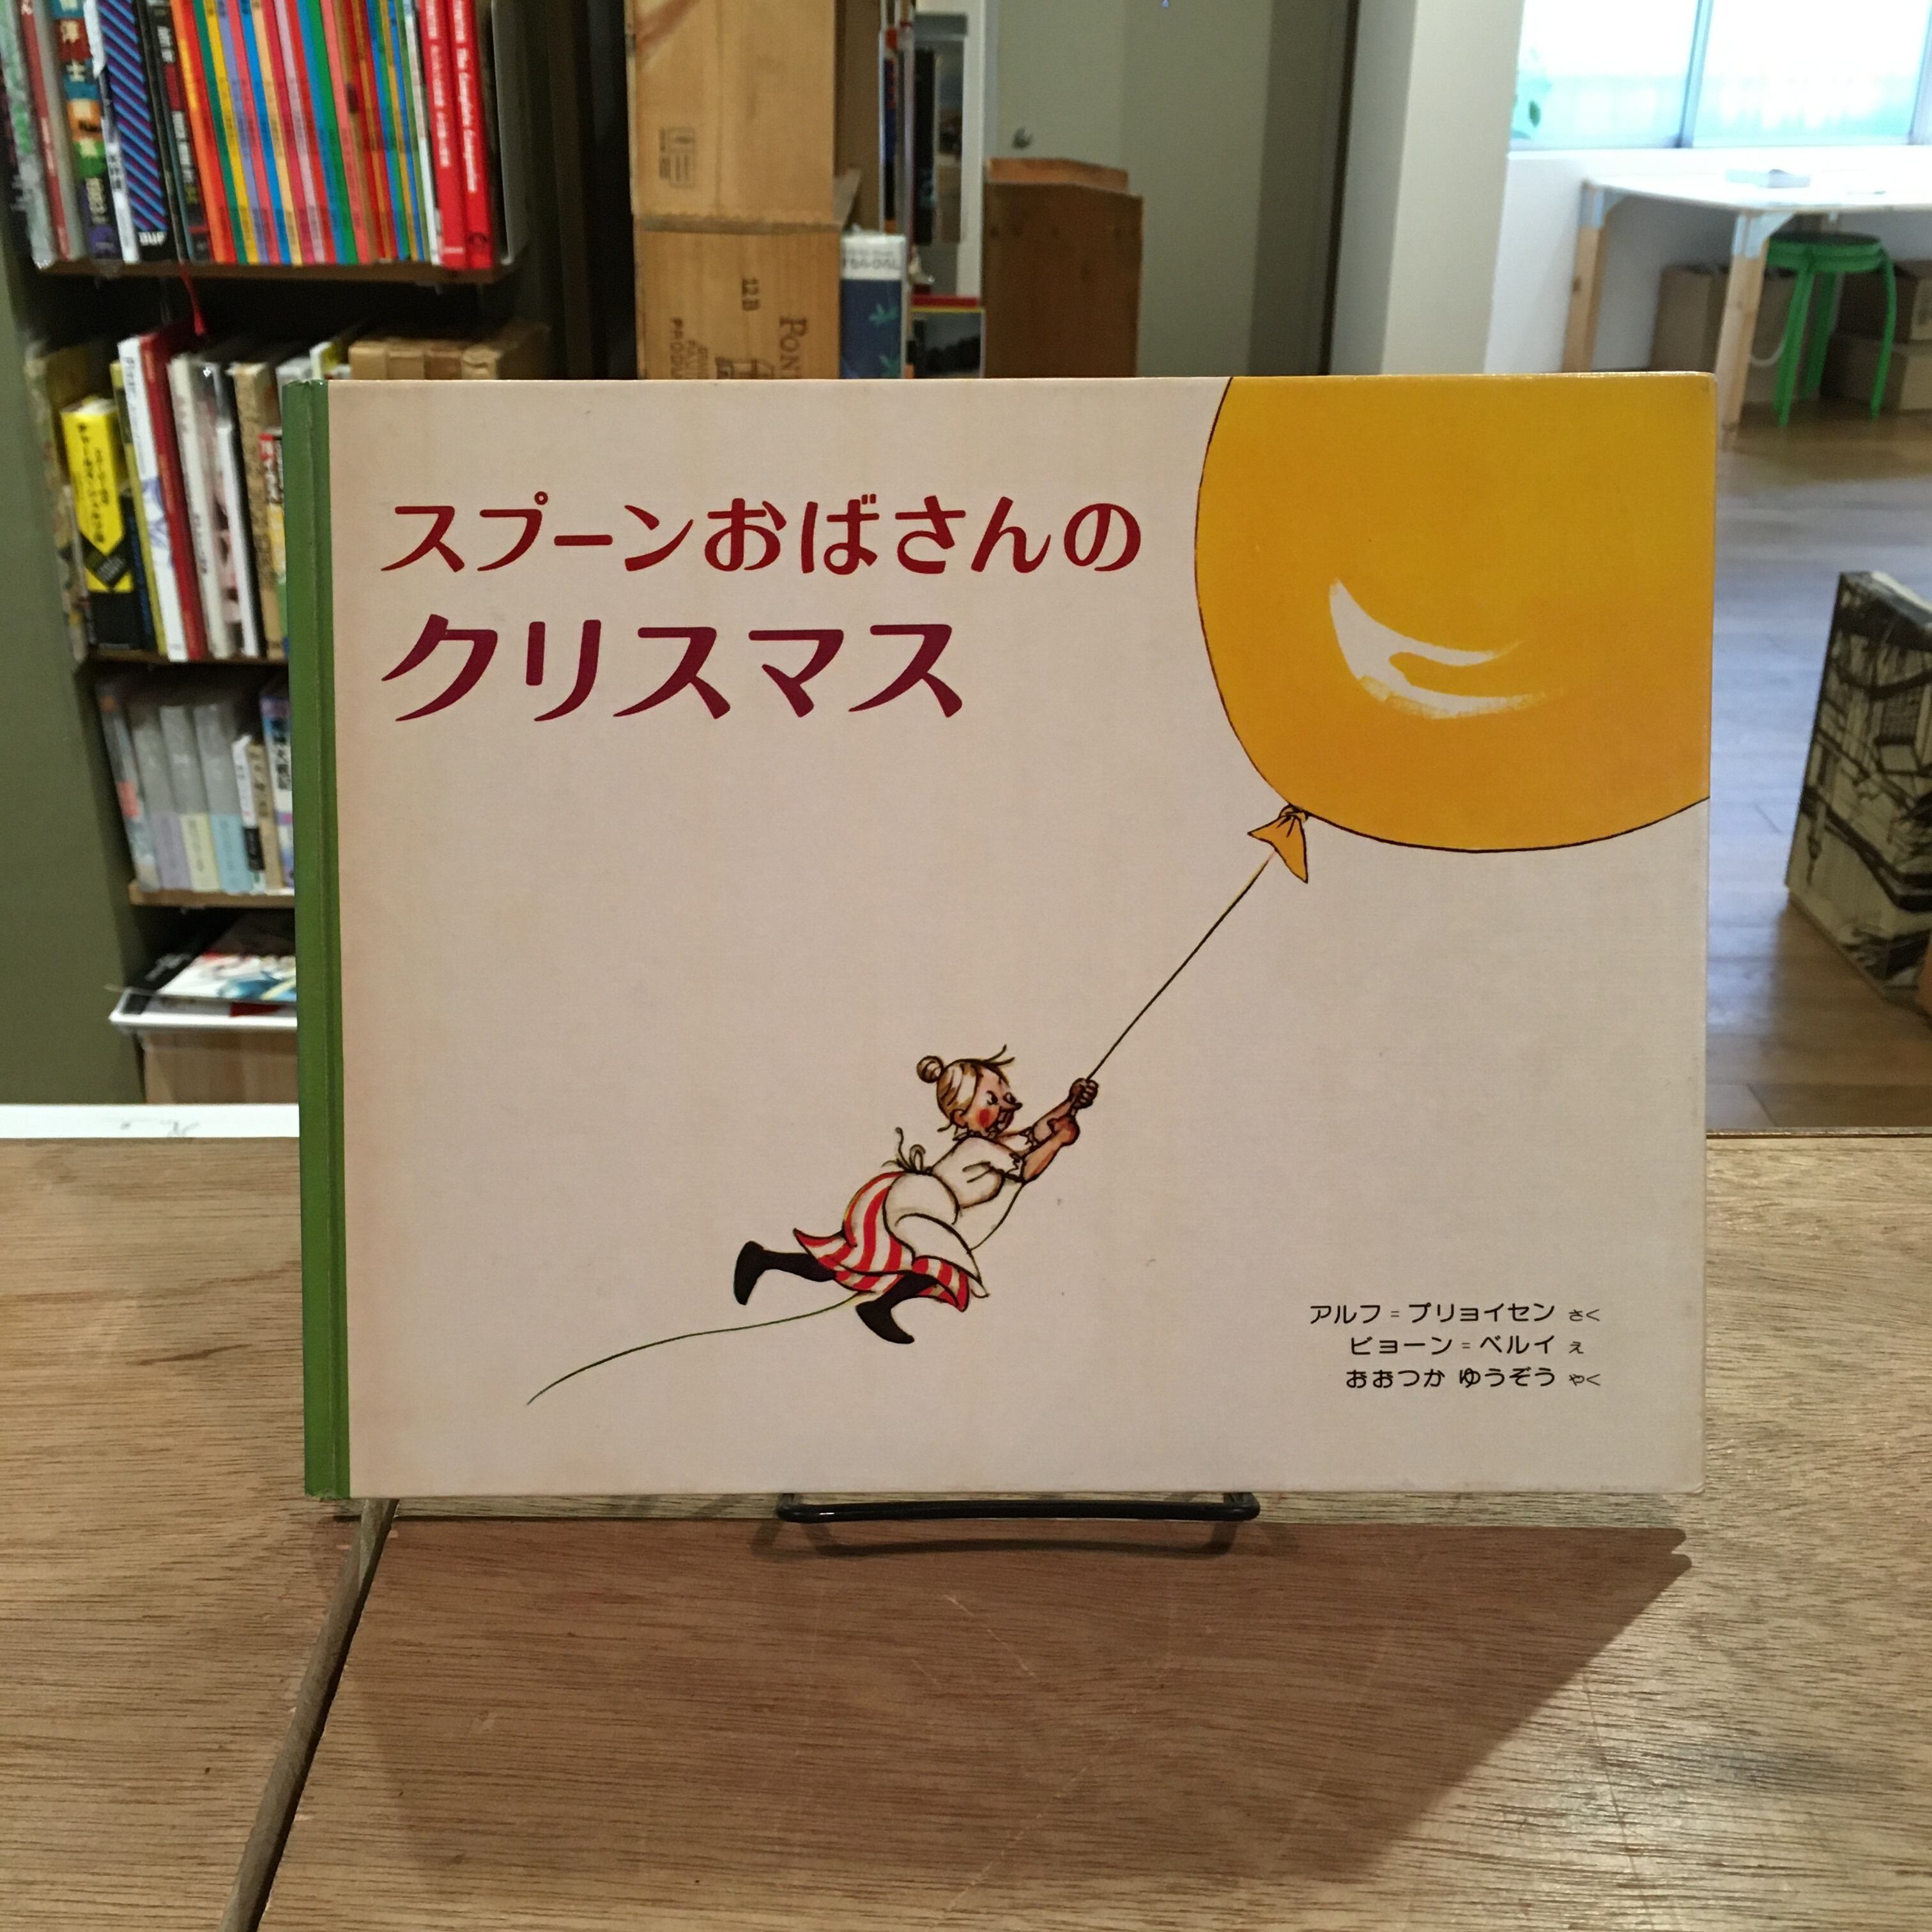 スプーンおばさんの
クリスマス
アルフ=プリョイセン さく
ビョーン=ベルイ え
おおつか ゆうぞう やく
12B